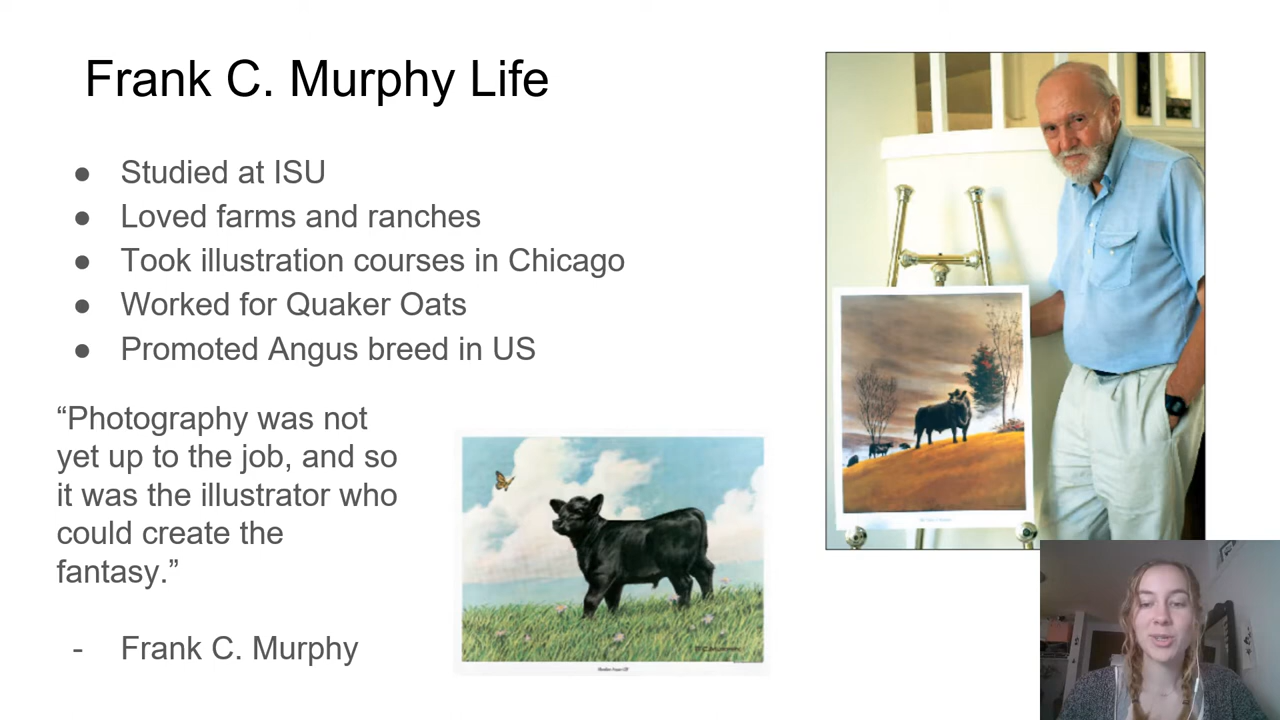 Frank C. Murphy Life
● Studied at ISU
● Loved farms and ranches
● Took illustration courses in Chicago
● Worked for Quaker Oats
● Promoted Angus breed in US
“Photography was not
yet up to the job, and so
it was the illustrator who
could create the
fantasy.”
- Frank C. Murphy